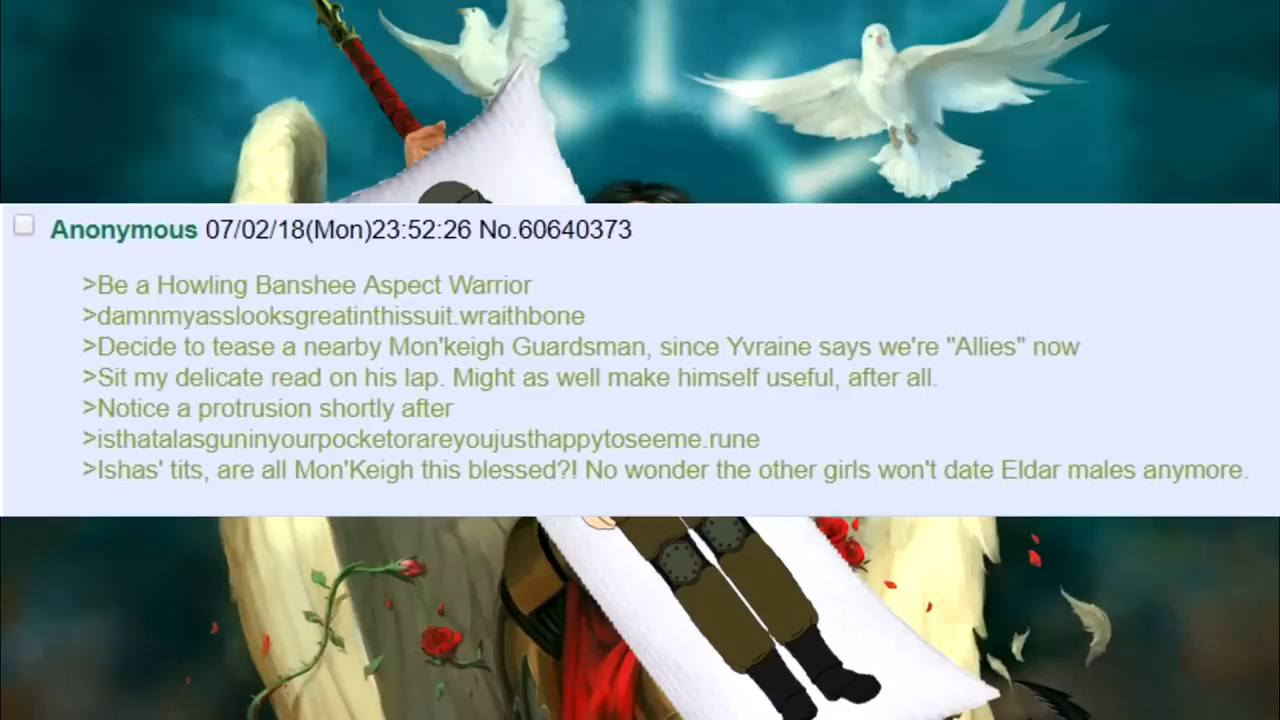 Anonymous 07/02/18(Mon)23:52:26 No.60640373
>Be a Howling Banshee Aspect Warrior
>damnmyasslooksgreatinthissuit.wraithbone
>Decide to tease a nearby Mon'keigh Guardsman, since Yvraine says we're "Allies" now
>Sit my delicate read on his lap. Might as well make himself useful, after all.
>Notice a protrusion shortly after
>isthatalasguninyourpocketorareyoujusthappytoseeme.rune
>Ishas' tits, are all Mon'Keigh this blessed?! No wonder the other girls won't date Eldar males anymore.